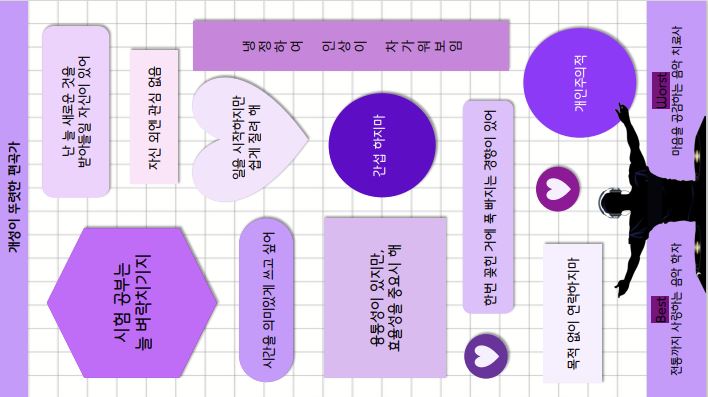 개성이 뚜렷한 편곡가
난 늘 새로운 것을
받아들일 자신이 있어
시험 공부는
늘 벼락치기지
자신 외엔 관심 없음
일을 시작하지만
쉽게 질려 해
냉정하여 인상이 차가워보임
시간을 의미있게 쓰고 싶어
융통성이 있지만,
효율성을 중요시 해
간섭 하지마
한번 꽂힌 거에 푹 빠지는 경향이 있어
목적 없이 연락하지마
개인주의적
Best
전통까지 사랑하는 음악 학자
Worst
마음을 공감하는 음악 치료사